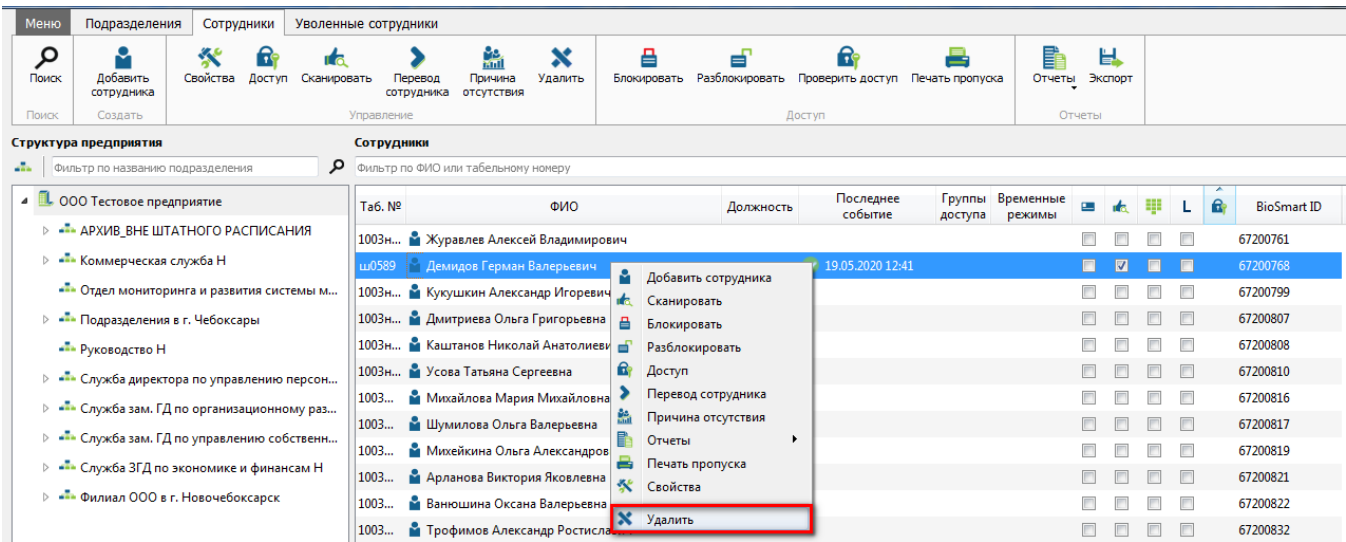 Меню Подразделения Сотрудники Уволенные сотрудники
Поиск Добавить сотрудника Свойства Доступ Сканировать Перевод сотрудника Причина отсутствия Удалить Блокировать Разблокировать Проверить доступ Печать пропуска Отчеты Экспорт
Поиск Создать Управление Доступ Отчеты
Структура предприятия
Фильтр по названию подразделения
ООО Тестовое предприятие
АРХИВ_ВНЕ ШТАТНОГО РАСПИСАНИЯ
Коммерческая служба Н
Отдел мониторинга и развития системы м...
Подразделения в г. Чебоксары
Руководство Н
Служба директора по управлению персон...
Служба зам. ГД по организационному раз...
Служба зам. ГД по управлению собственн...
Служба ЗГД по экономике и финансам Н
Филиал ООО в г. Новочебоксарск
Сотрудники
Фильтр по ФИО или табельному номеру
Таб. № ФИО Должность Последнее событие Группы доступа Временные режимы L BioSmart ID
1003н... Журавлев Алексей Владимирович 67200761
ш0589 Демидов Герман Валерьевич 19.05.2020 12:41 67200768
1003н... Кукушкин Александр Игоревич 67200799
1003н... Дмитриева Ольга Григорьевна 67200807
1003н... Каштанов Николай Анатолиеви 67200808
1003н... Усова Татьяна Сергеевна 67200810
1003... Михайлова Мария Михайловна 67200816
1003... Шумилова Ольга Валерьевна 67200817
1003... Михейкина Ольга Александров 67200819
1003... Арланова Виктория Яковлевна 67200821
1003... Ванюшина Оксана Валерьевна 67200822
1003... Трофимов Александр 67200832
Добавить сотрудника
Сканировать
Блокировать
Разблокировать
Доступ
Перевод сотрудника
Причина отсутствия
Отчеты
Печать пропуска
Свойства
Удалить